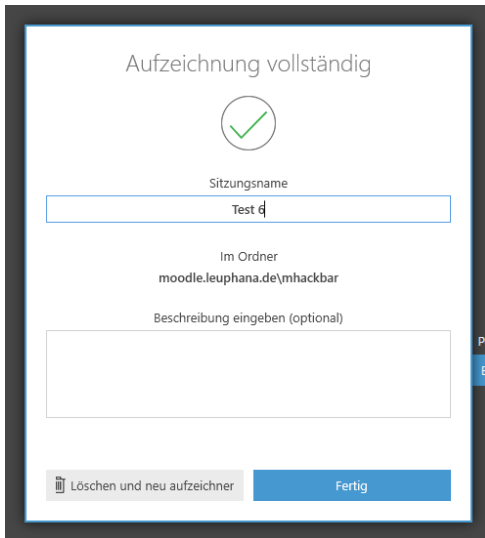 Aufzeichnung vollständig
Sitzungsname
Test 6
Im Ordner
moodle.leuphana.de\mhackbar
Beschreibung eingeben (optional)
Löschen und neu aufzeichner
Fertig